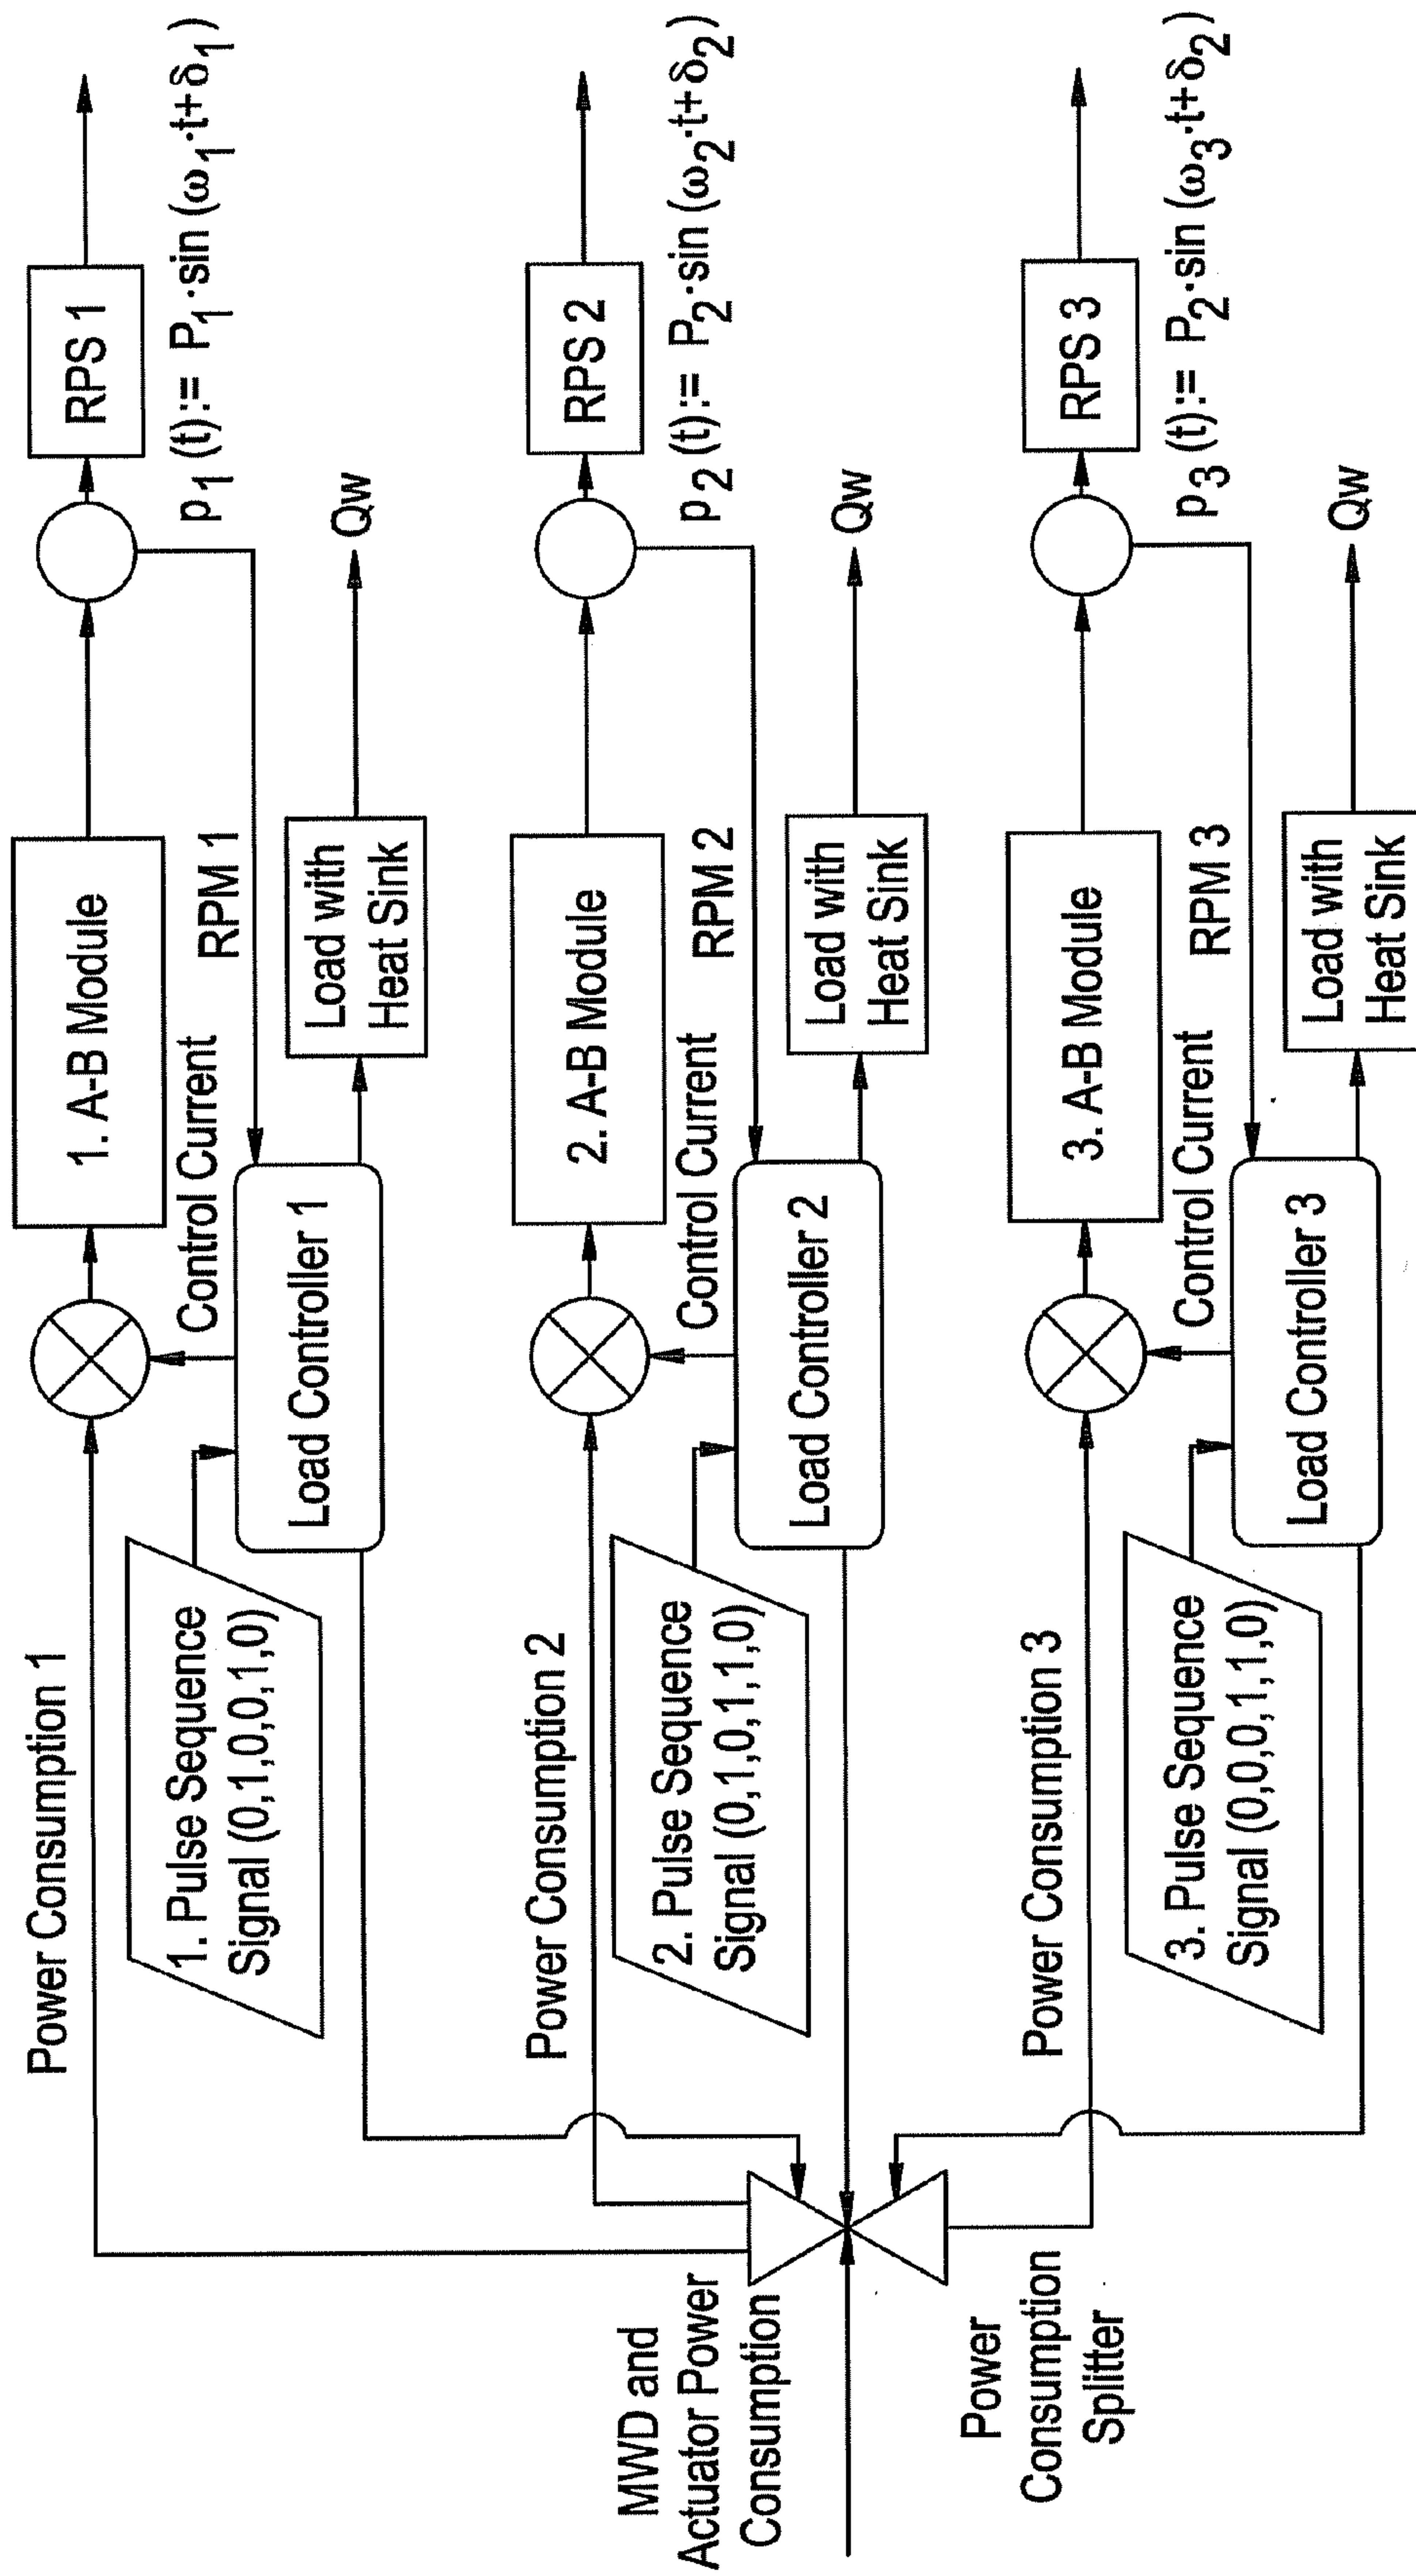 Power Consumption 1
1. A-B Module
RPS 1
p1 (t):= P1·sin (ω1·t+δ1)
1. Pulse Sequence
Signal (0,1,0,0,1,0)
Control Current
RPM 1
Load Controller 1
Load with
Heat Sink
Qw
Power Consumption 2
2. A-B Module
RPS 2
p2 (t):= P2·sin (ω2·t+δ2)
2. Pulse Sequence
Signal (0,1,0,1,1,0)
Control Current
RPM 2
Load Controller 2
Load with
Heat Sink
Qw
MWD and
Actuator Power
Consumption
Power
Consumption
Splitter
Power Consumption 3
3. A-B Module
RPS 3
p3 (t):= P2·sin (ω3·t+δ2)
3. Pulse Sequence
Signal (0,0,0,1,1,0)
Control Current
RPM 3
Load Controller 3
Load with
Heat Sink
Qw